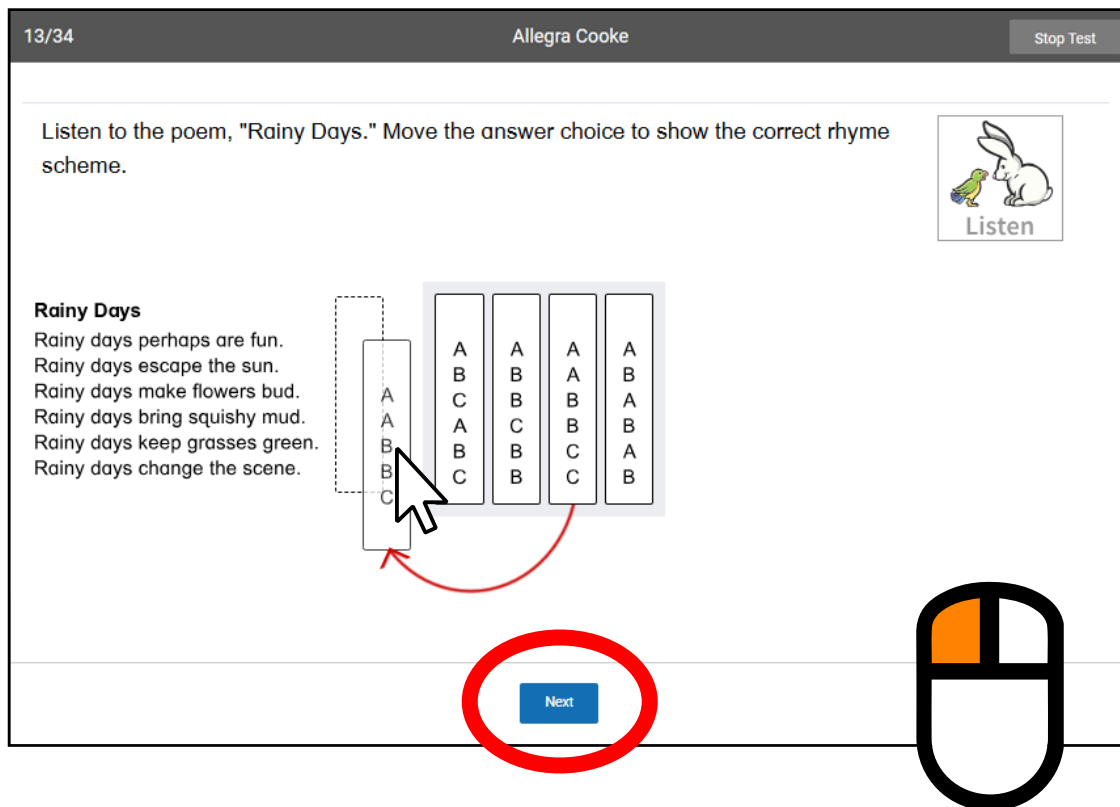 13/34
Allegra Cooke
Stop Test
Listen to the poem, "Rainy Days." Move the answer choice to show the correct rhyme
scheme.
Listen
Rainy Days
Rainy days perhaps are fun.
Rainy days escape the sun.
Rainy days make flowers bud.
Rainy days bring squishy mud.
Rainy days keep grasses green.
Rainy days change the scene.
A
A
B
B
C
A
B
C
A
B
C
A
B
B
C
B
B
A
A
B
B
C
C
A
B
A
B
A
B
Next